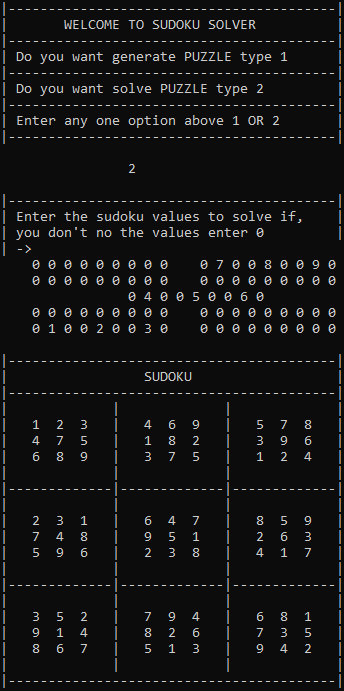 WELCOME TO SUDOKU SOLVER
Do you want generate PUZZLE type 1
Do you want solve PUZZLE type 2
Enter any one option above 1 OR 2
2
Enter the sudoku values to solve if,
you don't no the values enter 0
->
0 0 0 0 0 0 0 0 0 0 7 0 0 8 0 0 9 0
0 0 0 0 0 0 0 0 0 0 0 0 0 0 0 0 0 0
0 4 0 0 5 0 0 6 0
0 0 0 0 0 0 0 0 0 0 0 0 0 0 0 0 0 0
0 1 0 0 2 0 0 3 0 0 0 0 0 0 0 0 0 0
SUDOKU
1 2 3 | 4 6 9 | 5 7 8
4 7 5 | 1 8 2 | 3 9 6
6 8 9 | 3 7 5 | 1 2 4
2 3 1 | 6 4 7 | 8 5 9
7 4 8 | 9 5 1 | 2 6 3
5 9 6 | 2 3 8 | 4 1 7
3 5 2 | 7 9 4 | 6 8 1
9 1 4 | 8 2 6 | 7 3 5
8 6 7 | 5 1 3 | 9 4 2